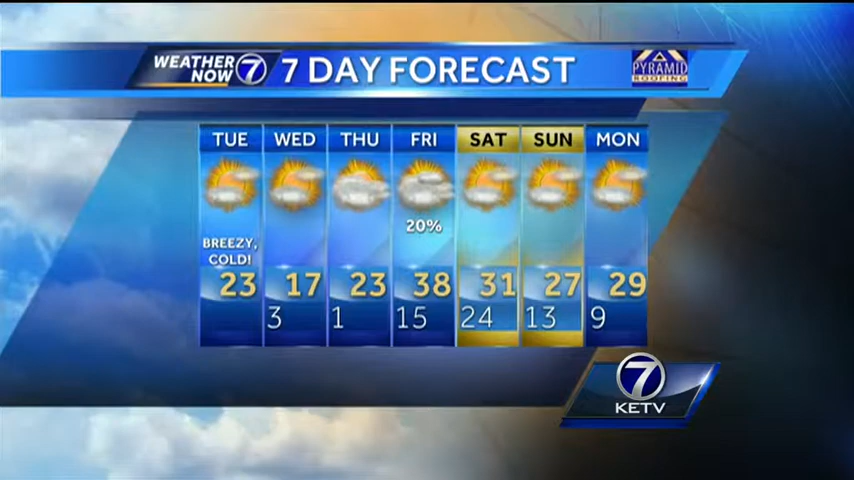 WEATHER NOW 7
7 DAY FORECAST
PYRAMID
ROOFING
TUE WED THU FRI SAT SUN MON
20%
BREEZY,
COLD!
23 17 23 38 31 27 29
3 1 15 24 13 9
7
KETV